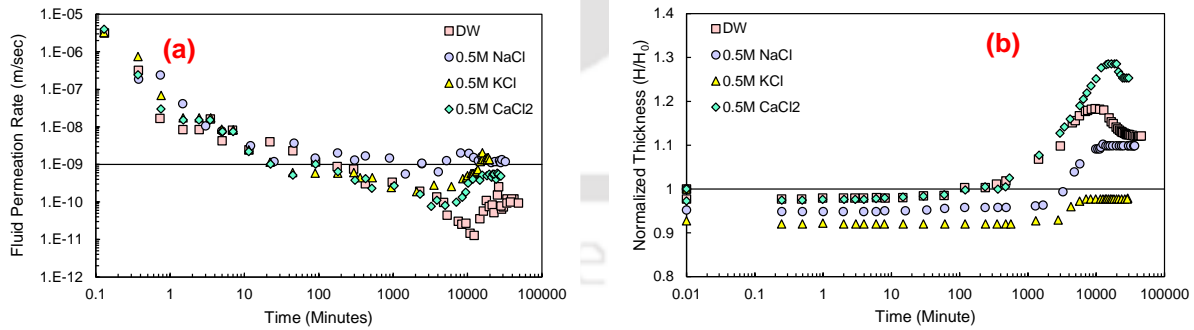 (a)
DW
0.5M NaCl
0.5M KCl
0.5M CaCl2
Fluid Permeation Rate (m/sec)
1.E-05
1.E-06
1.E-07
1.E-08
1.E-09
1.E-10
1.E-11
1.E-12
0.1 1 10 100 1000 10000 100000
Time (Minutes)
(b)
DW
0.5M NaCl
0.5M KCl
0.5M CaCl2
Normalized Thickness (H/H0)
1.4
1.3
1.2
1.1
1
0.9
0.8
0.01 0.1 1 10 100 1000 10000 100000
Time (Minute)